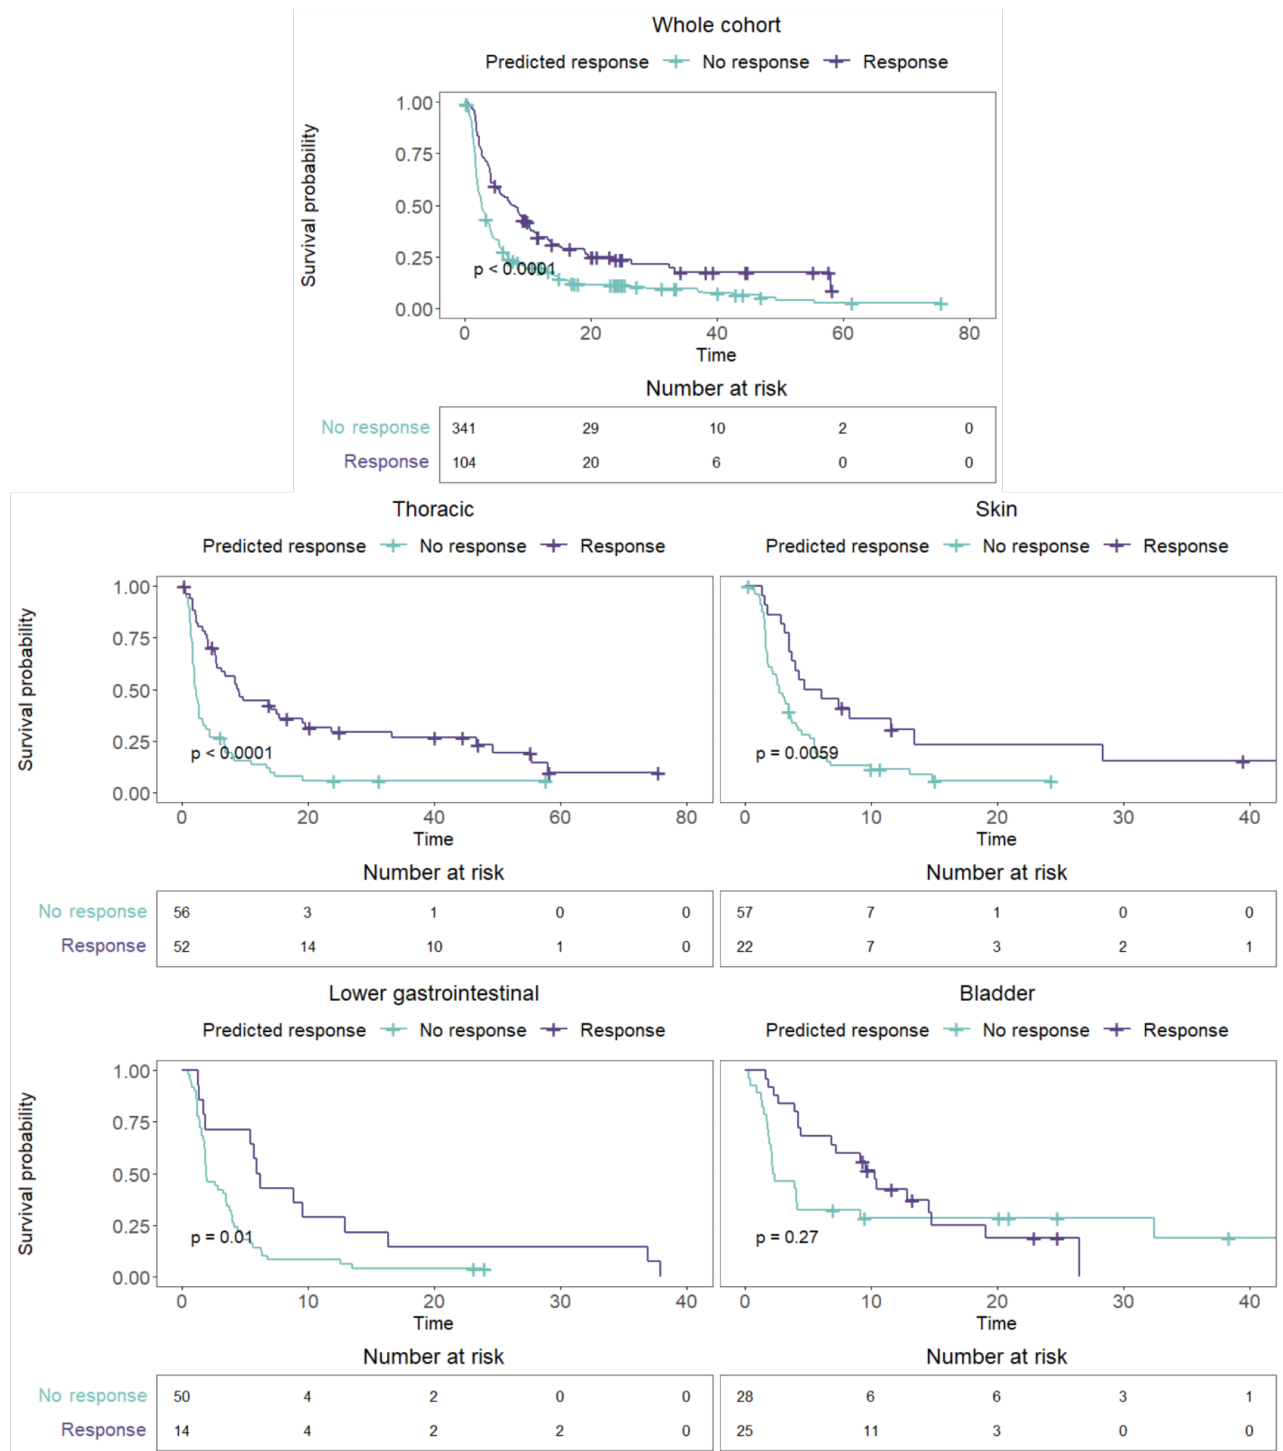 Whole cohort
Predicted response No response Response
Survival probability
1.00
0.75
0.50
0.25
0.00
p < 0.0001
0 20 40 60 80
Time
Number at risk
No response 341 29 10 2 0
Response 104 20 6 0 0
Thoracic
Predicted response No response Response
Survival probability
1.00
0.75
0.50
0.25
0.00
p < 0.0001
0 20 40 60 80
Time
Number at risk
No response 56 3 1 0 0
Response 52 14 10 1 0
Skin
Predicted response No response Response
p = 0.0059
0 10 20 30 40
Time
Number at risk
57 7 1 0 0
22 7 3 2 1
Lower gastrointestinal
Predicted response No response Response
Survival probability
1.00
0.75
0.50
0.25
0.00
p = 0.01
0 10 20 30 40
Time
Number at risk
No response 50 4 2 0 0
Response 14 4 2 2 0
Bladder
Predicted response No response Response
p = 0.27
0 10 20 30 40
Time
Number at risk
28 6 6 3 1
25 11 3 0 0